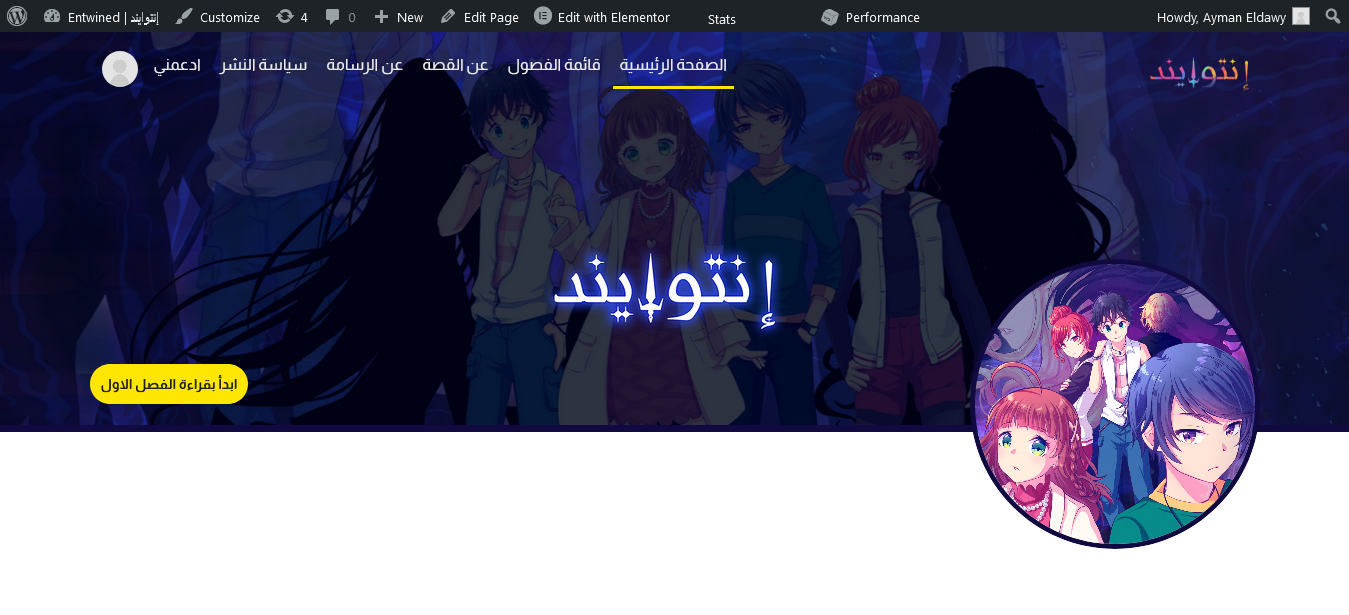 Entwined | إنتوايند
Customize
4
0
New
Edit Page
Edit with Elementor
Stats
Performance
Howdy, Ayman Eldawy
إنتوايند
الصفحة الرئيسية
قائمة الفصول
عن القصة
عن الرسامة
سياسة النشر
ادعمني
إنتوايند
ابدأ بقراءة الفصل الاول